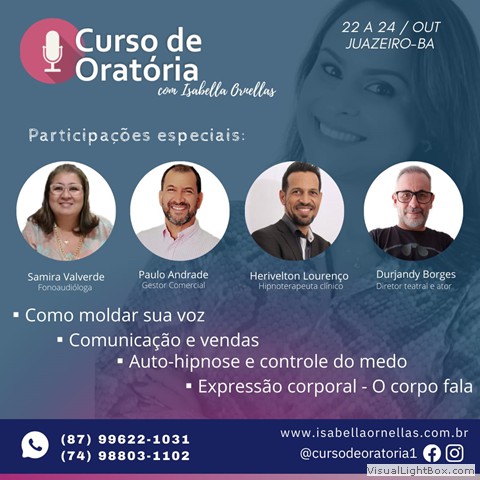 Curso de
Oratória
com Isabella Ornellas
22 A 24 / OUT
JUAZEIRO-BA
Participações especiais:
Samira Valverde
Fonoaudióloga
Paulo Andrade
Gestor Comercial
Herivelton Lourenço
Hipnoterapeuta clínico
Durjandy Borges
Diretor teatral e ator
▪ Como moldar sua voz
▪ Comunicação e vendas
▪ Auto-hipnose e controle do medo
▪ Expressão corporal - O corpo fala
(87) 99622-1031
(74) 98803-1102
www.isabellaornellas.com.br
@cursodeoratoria1
VisualLightBox.com